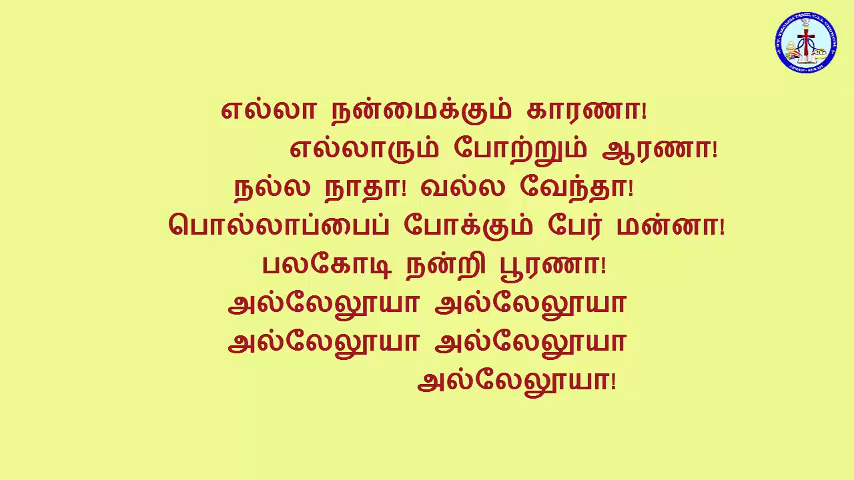 எல்லா நன்மைக்கும் காரணா!
எல்லாரும் போற்றும் ஆரணா!
நல்ல நாதா! வல்ல வேந்தா!
பொல்லாப்பைப் போக்கும் பேர் மன்னா!
பலகோடி நன்றி பூரணா!
அல்லேலூயா அல்லேலூயா
அல்லேலூயா அல்லேலூயா
அல்லேலூயா!